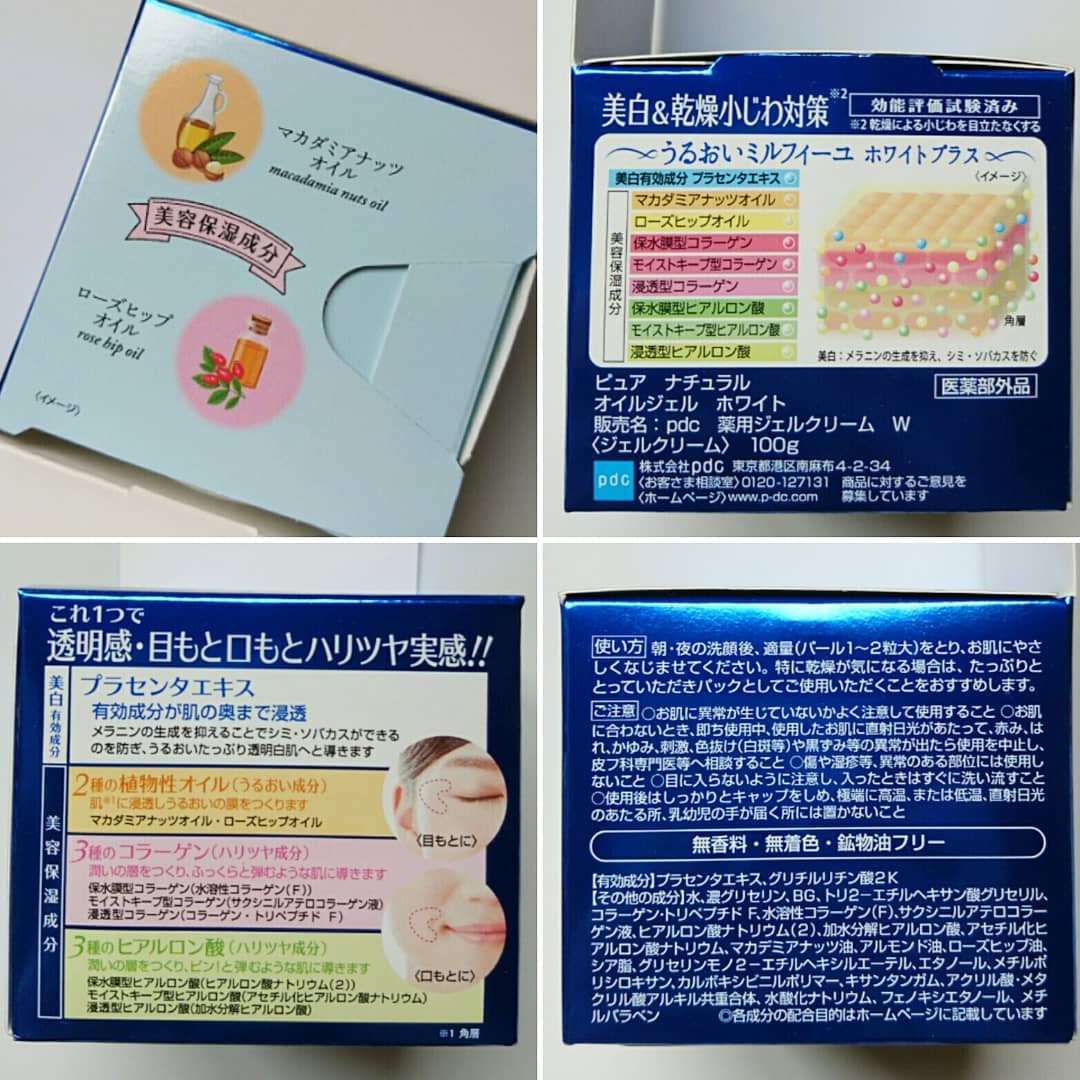 マカダミアナッツ
オイル
macadamia nuts oil
美容保湿成分
ローズヒップ
オイル
rose hip oil
〈イメージ〉
美白&乾燥小じわ対策※2
効能評価試験済み
※2 乾燥による小じわを目立たなくする
うるおいミルフィーユ ホワイトプラス
美白有効成分 プラセンタエキス
〈イメージ〉
美容保湿成分
マカダミアナッツオイル
ローズヒップオイル
保水膜型コラーゲン
モイストキープ型コラーゲン
浸透型コラーゲン
保水膜型ヒアルロン酸
モイストキープ型ヒアルロン酸
浸透型ヒアルロン酸
角層
美白：メラニンの生成を抑え、シミ・ソバカスを防ぐ
ピュア ナチュラル
オイルジェル ホワイト
医薬部外品
販売名：pdc 薬用ジェルクリーム W
〈ジェルクリーム〉 100g
pdc
株式会社pdc 東京都港区南麻布4-2-34
〈お客さま相談室〉0120-127131 商品に対するご意見を
〈ホームページ〉www.p-dc.com 募集しています
これ1つで
透明感・目もと口もとハリツヤ実感!!
美白有効成分
プラセンタエキス
有効成分が肌の奥まで浸透
メラニンの生成を抑えることでシミ・ソバカスができる
のを防ぎ、うるおいたっぷり透明白肌へと導きます
美容保湿成分
2種の植物性オイル(うるおい成分)
肌※1に浸透しうるおいの膜をつくります
マカダミアナッツオイル・ローズヒップオイル
〈目もとに〉
3種のコラーゲン(ハリツヤ成分)
潤いの層をつくり、ふっくらと弾むような肌に導きます
保水膜型コラーゲン(水溶性コラーゲン(F))
モイストキープ型コラーゲン(サクシニルアテロコラーゲン液)
浸透型コラーゲン(コラーゲン・トリペプチド F)
〈口もとに〉
3種のヒアルロン酸(ハリツヤ成分)
潤いの層をつくり、ピン!と弾むような肌に導きます
保水膜型ヒアルロン酸(ヒアルロン酸ナトリウム(2))
モイストキープ型ヒアルロン酸(アセチル化ヒアルロン酸ナトリウム)
浸透型ヒアルロン酸(加水分解ヒアルロン酸)
※1 角層
使い方 朝・夜の洗顔後、適量(パール1〜2粒大)をとり、お肌にやさ
しくなじませてください。特に乾燥が気になる場合は、たっぷりと
とっていただきパックとしてご使用いただくことをおすすめします。
ご注意 ○お肌に異常が生じていないかよく注意して使用すること ○お肌
に合わないとき、即ち使用中、使用したお肌に直射日光があたって、赤み、は
れ、かゆみ、刺激、色抜け(白斑等)や黒ずみ等の異常が出たら使用を中止し、
皮フ科専門医等へ相談すること ○傷や湿疹等、異常のある部位には使用し
ないこと ○目に入らないように注意し、入ったときはすぐに洗い流すこと
○使用後はしっかりとキャップをしめ、極端に高温、または低温、直射日光
のあたる所、乳幼児の手が届く所には置かないこと
無香料・無着色・鉱物油フリー
【有効成分】プラセンタエキス、グリチルリチン酸2K
【その他の成分】水、濃グリセリン、BG、トリ2-エチルヘキサン酸グリセリル、
コラーゲン・トリペプチド F、水溶性コラーゲン(F)、サクシニルアテロコラー
ゲン液、ヒアルロン酸ナトリウム(2)、加水分解ヒアルロン酸、アセチル化ヒ
アルロン酸ナトリウム、マカデミアナッツ油、アルモンド油、ローズヒップ油、
シア脂、グリセリンモノ2-エチルヘキシルエーテル、エタノール、メチルポ
リシロキサン、カルボキシビニルポリマー、キサンタンガム、アクリル酸・メタ
クリル酸アルキル共重合体、水酸化ナトリウム、フェノキシエタノール、メチ
ルパラベン ◎各成分の配合目的はホームページに記載しています